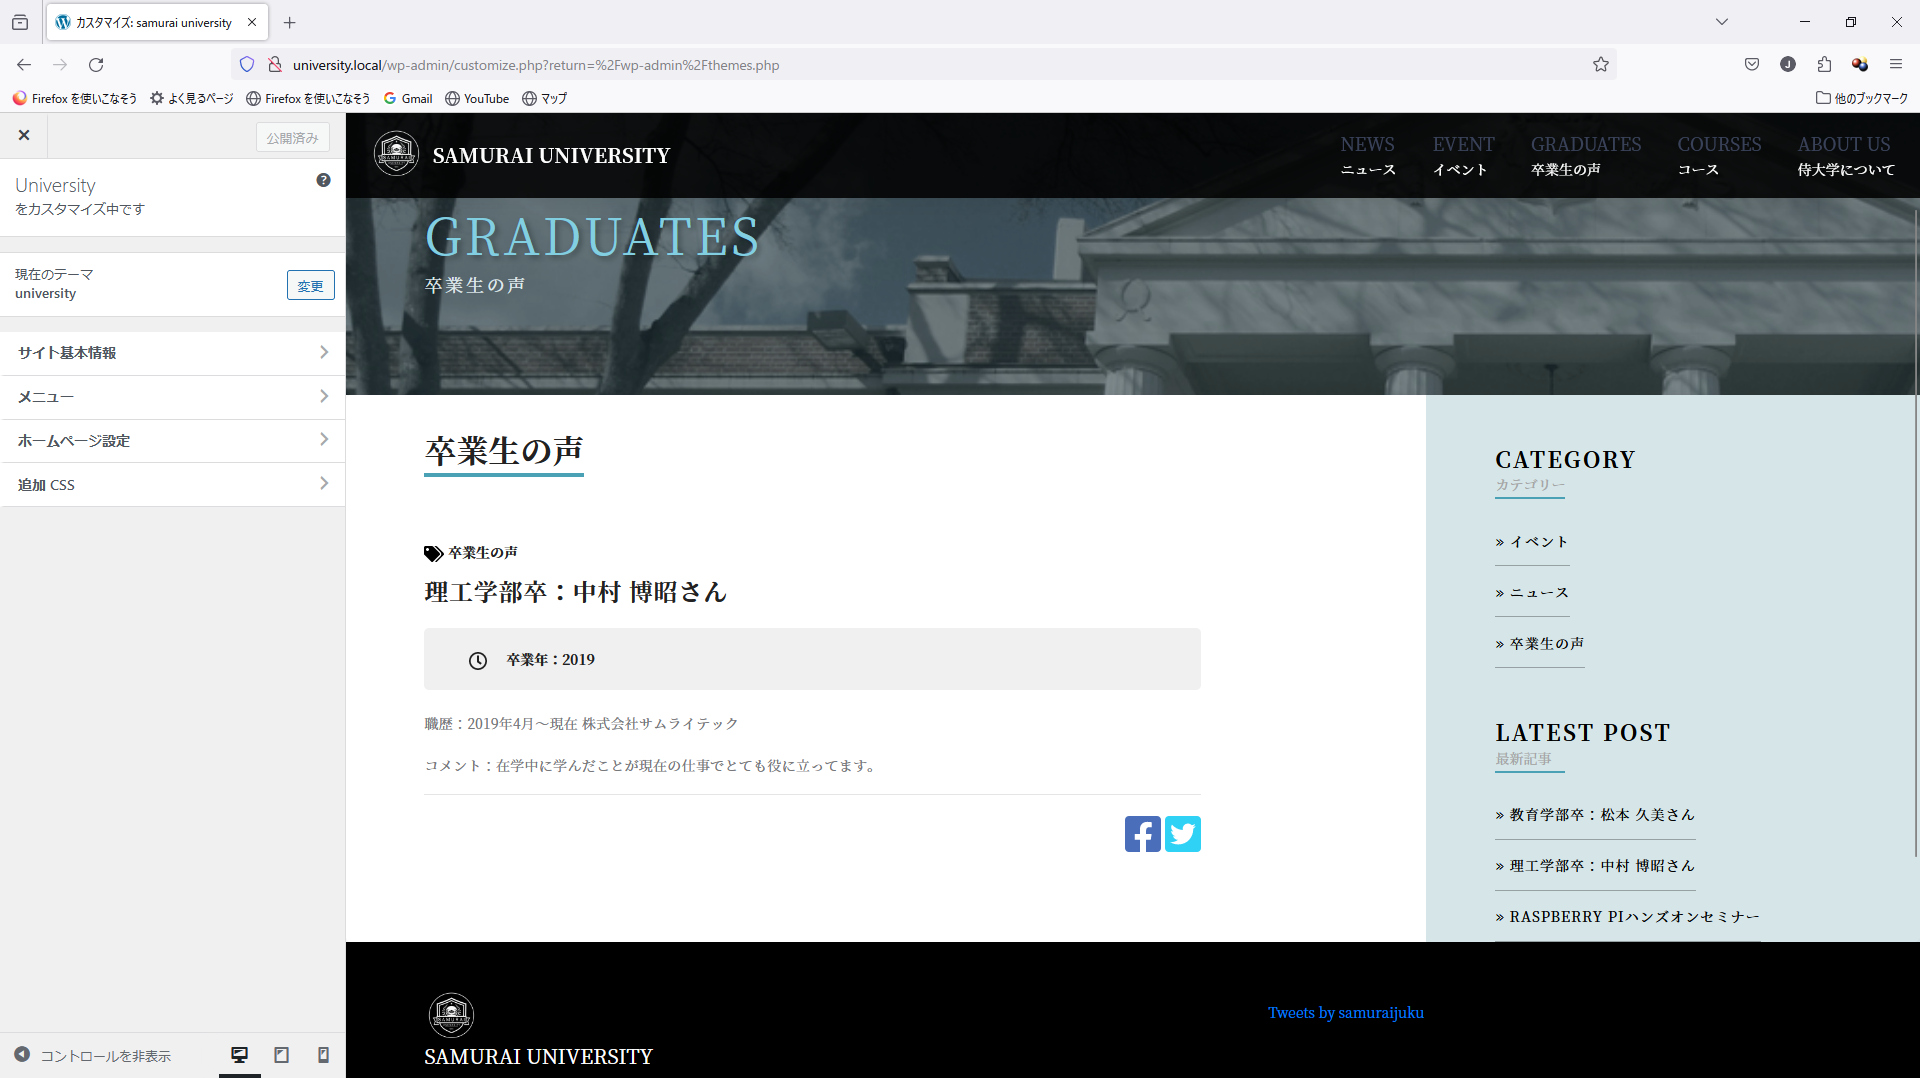 カスタマイズ: samurai university
university.local/wp-admin/customize.php?return=%2Fwp-admin%2Fthemes.php
J
Firefox を使いこなそう
よく見るページ
Firefox を使いこなそう
Gmail
YouTube
マップ
他のブックマーク
公開済み
University
をカスタマイズ中です
現在のテーマ
university
変更
サイト基本情報
メニュー
ホームページ設定
追加 CSS
コントロールを非表示
SAMURAI UNIVERSITY
NEWS
ニュース
EVENT
イベント
GRADUATES
卒業生の声
COURSES
コース
ABOUT US
侍大学について
GRADUATES
卒業生の声
卒業生の声
卒業生の声
理工学部卒：中村 博昭さん
卒業年：2019
職歴：2019年4月～現在 株式会社サムライテック
コメント：在学中に学んだことが現在の仕事でとても役に立ってます。
CATEGORY
カテゴリー
» イベント
» ニュース
» 卒業生の声
LATEST POST
最新記事
» 教育学部卒：松本 久美さん
» 理工学部卒：中村 博昭さん
» RASPBERRY PIハンズオンセミナー
SAMURAI
SAMURAI UNIVERSITY
Tweets by samuraijuku